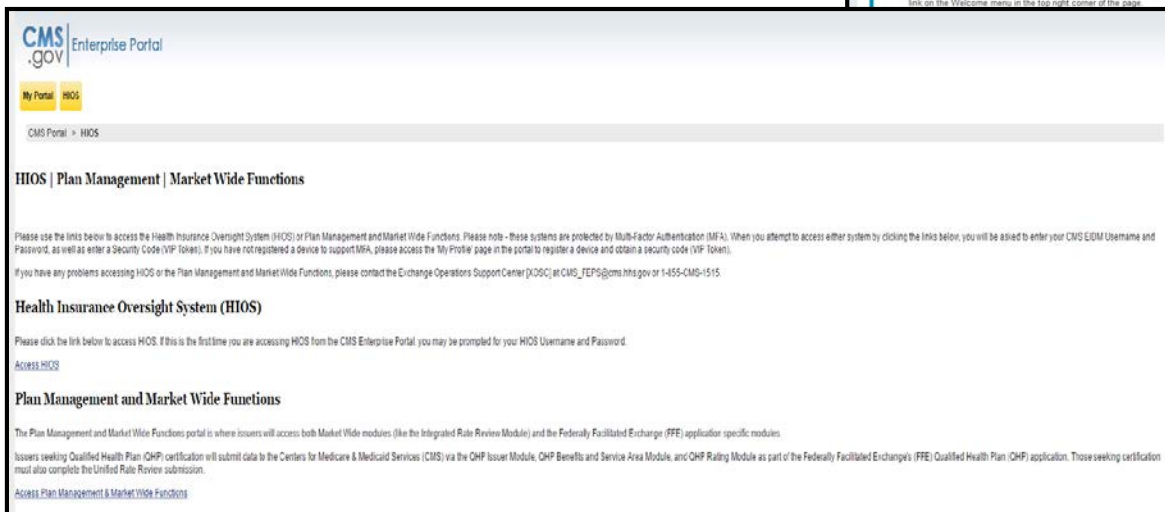 link on the Welcome menu in the top right corner of the page.
CMS
.gov
Enterprise Portal
My Portal HIOS
CMS Portal > HIOS
HIOS | Plan Management | Market Wide Functions
Please use the links below to access the Health Insurance Oversight System (HIOS) or Plan Management and Market Wide Functions. Please note - these systems are protected by Multi-Factor Authentication (MFA). When you attempt to access either system by clicking the links below, you will be asked to enter your CMS EIDM Username and
Password, as well as enter a Security Code (VIP Token). If you have not registered a device to support MFA, please access the 'My Profile' page in the portal to register a device and obtain a security code (VIP Token).
If you have any problems accessing HIOS or the Plan Management and Market Wide Functions, please contact the Exchange Operations Support Center [XOSC] at CMS_FEPS@cms.hhs.gov or 1-855-CMS-1515.
Health Insurance Oversight System (HIOS)
Please click the link below to access HIOS. If this is the first time you are accessing HIOS from the CMS Enterprise Portal, you may be prompted for your HIOS Username and Password.
Access HIOS
Plan Management and Market Wide Functions
The Plan Management and Market Wide Functions portal is where issuers will access both Market Wide modules (like the Integrated Rate Review Module) and the Federally Facilitated Exchange (FFE) application specific modules
Issuers seeking Qualified Health Plan (QHP) certification will submit data to the Centers for Medicare & Medicaid Services (CMS) via the QHP Issuer Module, QHP Benefits and Service Area Module, and QHP Rating Module as part of the Federally Facilitated Exchange's (FFE) Qualified Health Plan (QHP) application. Those seeking certification
must also complete the Unified Rate Review submission.
Access Plan Management & Market Wide Functions